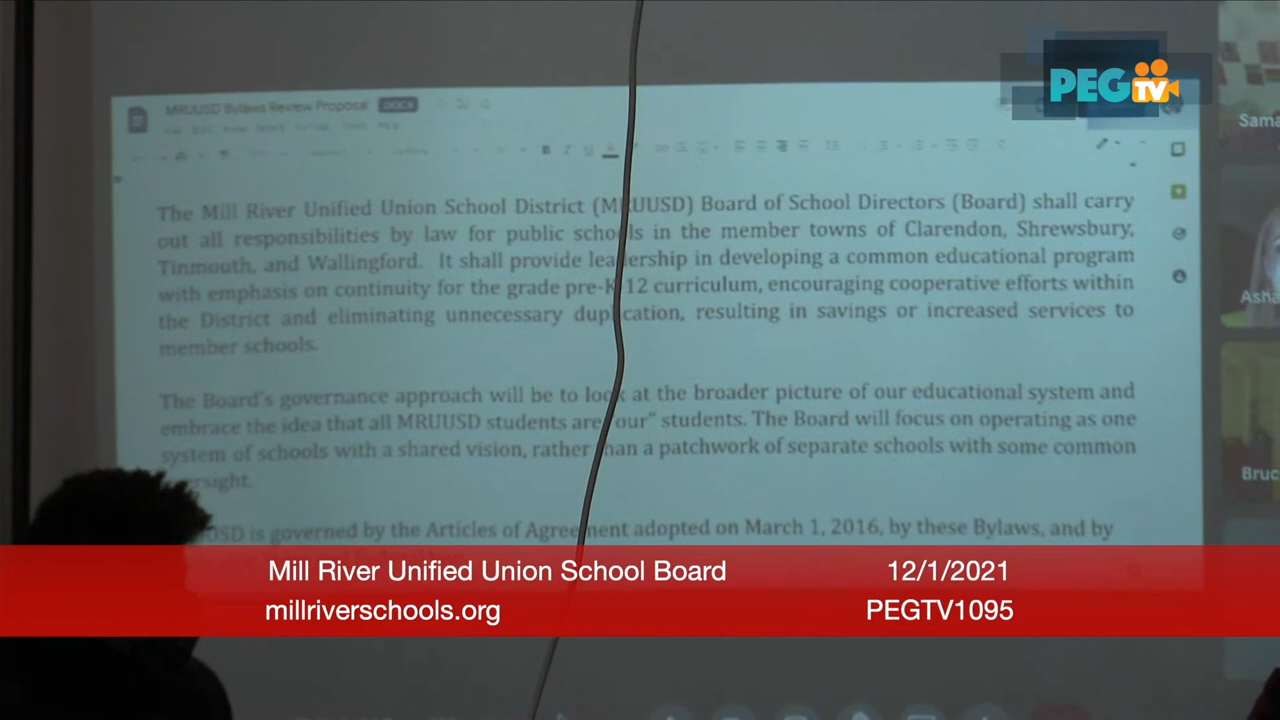 PEG TV
MRUUSD Bylaws Review Proposal .DOCX
The Mill River Unified Union School District (MRUUSD) Board of School Directors (Board) shall carry
out all responsibilities by law for public schools in the member towns of Clarendon, Shrewsbury,
Tinmouth, and Wallingford. It shall provide leadership in developing a common educational program
with emphasis on continuity for the grade pre-K-12 curriculum, encouraging cooperative efforts within
the District and eliminating unnecessary duplication, resulting in savings or increased services to
member schools.
The Board's governance approach will be to look at the broader picture of our educational system and
embrace the idea that all MRUUSD students are "our" students. The Board will focus on operating as one
system of schools with a shared vision, rather than a patchwork of separate schools with some common
oversight.
is governed by the Articles of Agreement adopted on March 1, 2016, by these Bylaws, and by
Sama
Asha
Bruc
Mill River Unified Union School Board 12/1/2021
millriverschools.org PEGTV1095